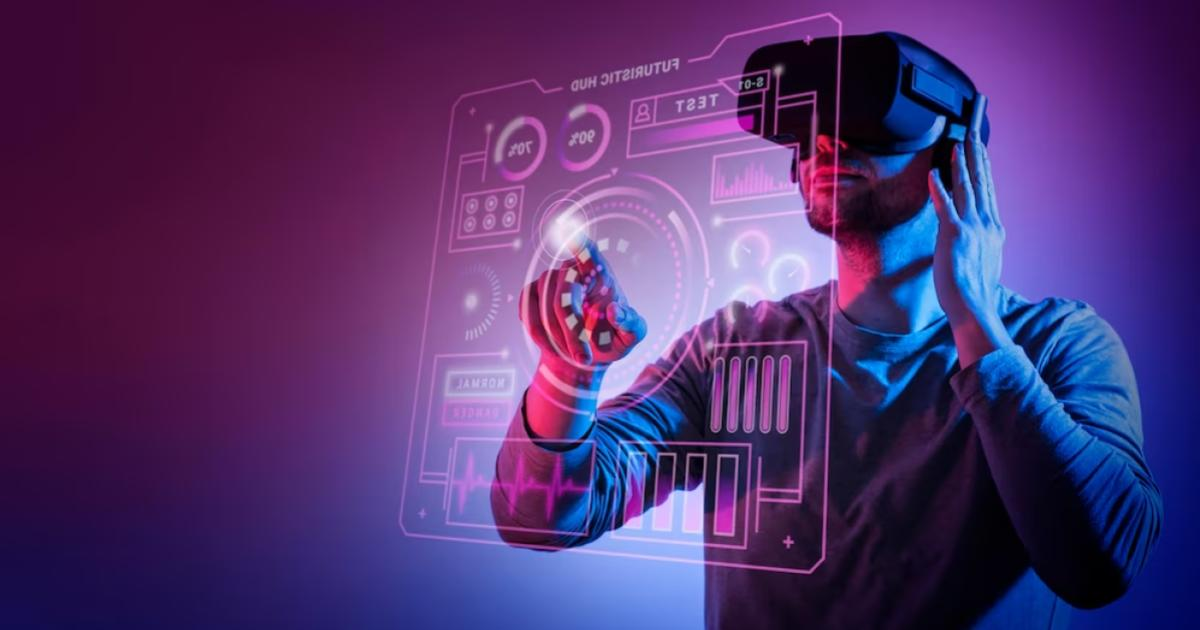 FUTURISTIC HUD
S-01
TEST
90%
70%
NORMAL
DANGER